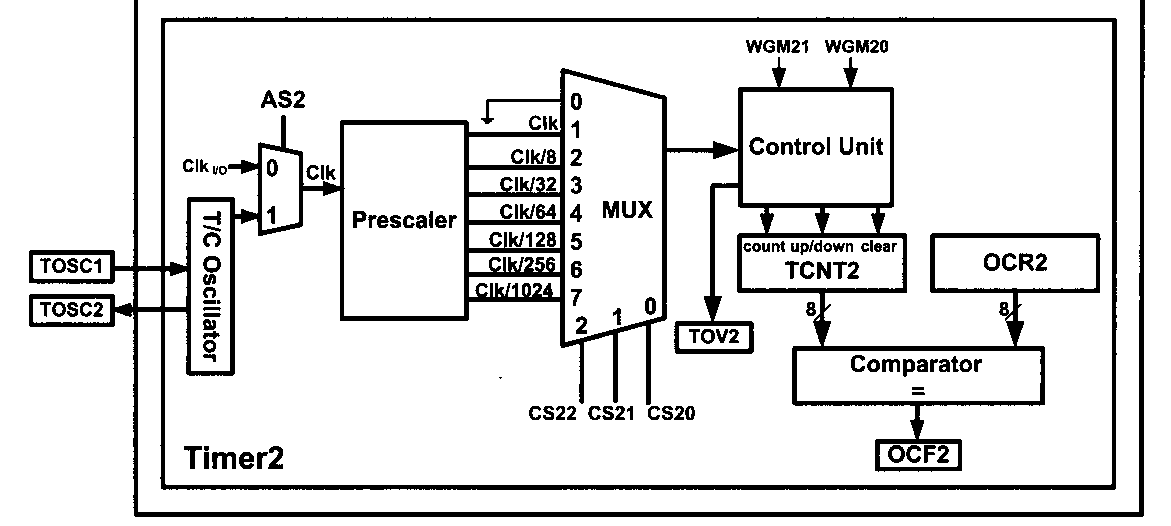 WGM21 WGM20
AS2
Clk I/O
0
1
Clk
T/C Oscillator
TOSC1
TOSC2
Prescaler
Clk
Clk/8
Clk/32
Clk/64
Clk/128
Clk/256
Clk/1024
0
1
2
3
4
5
6
7
MUX
2 1 0
CS22 CS21 CS20
Control Unit
count up/down clear
TCNT2
OCR2
TOV2
8
8
Comparator
=
OCF2
Timer2